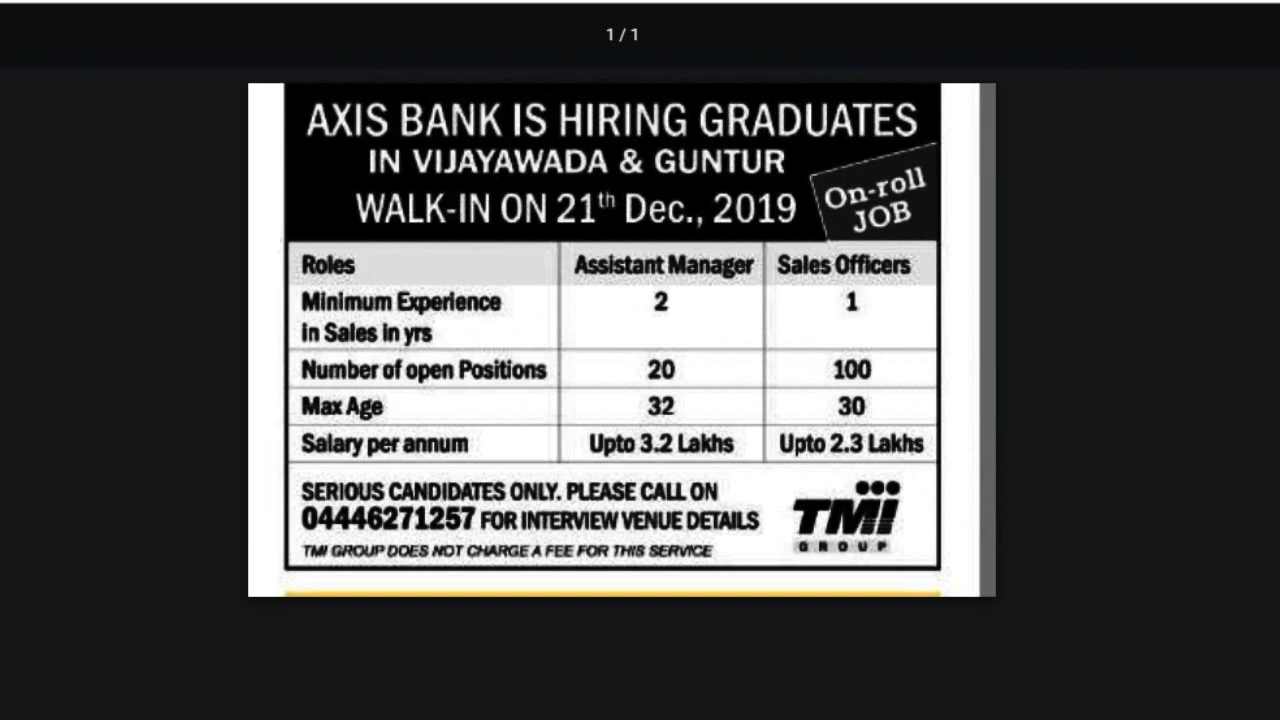 1 / 1
AXIS BANK IS HIRING GRADUATES
IN VIJAYAWADA & GUNTUR
WALK-IN ON 21th Dec., 2019
On-roll
JOB
Roles Assistant Manager Sales Officers
Minimum Experience 2 1
in Sales in yrs
Number of open Positions 20 100
Max Age 32 30
Salary per annum Upto 3.2 Lakhs Upto 2.3 Lakhs
SERIOUS CANDIDATES ONLY. PLEASE CALL ON
04446271257 FOR INTERVIEW VENUE DETAILS
TMI GROUP DOES NOT CHARGE A FEE FOR THIS SERVICE
TMI
GROUP